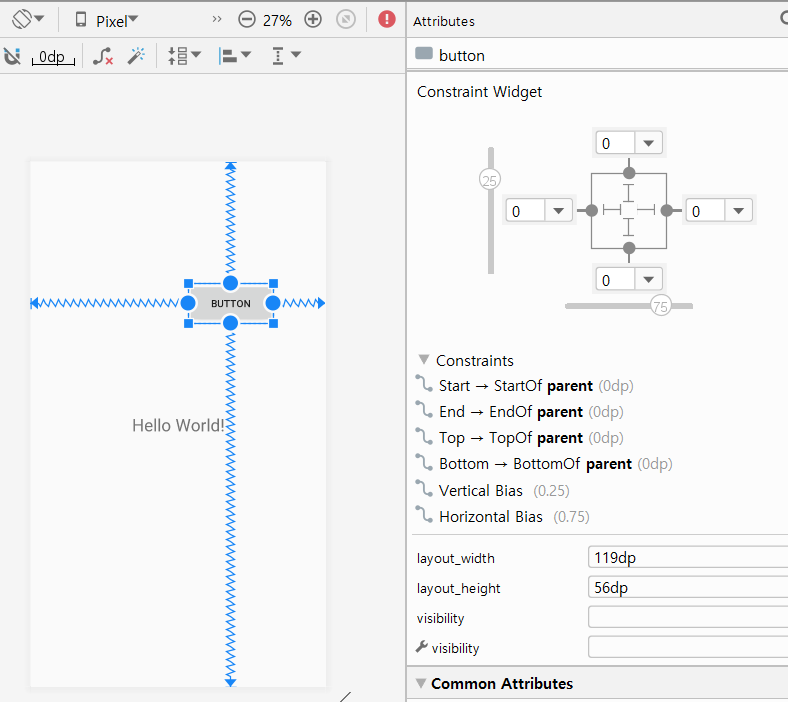 Pixel
27%
0dp
BUTTON
Hello World!
Attributes
button
Constraint Widget
0
25
0
0
0
75
Constraints
Start → StartOf parent (0dp)
End → EndOf parent (0dp)
Top → TopOf parent (0dp)
Bottom → BottomOf parent (0dp)
Vertical Bias (0.25)
Horizontal Bias (0.75)
layout_width 119dp
layout_height 56dp
visibility
visibility
Common Attributes